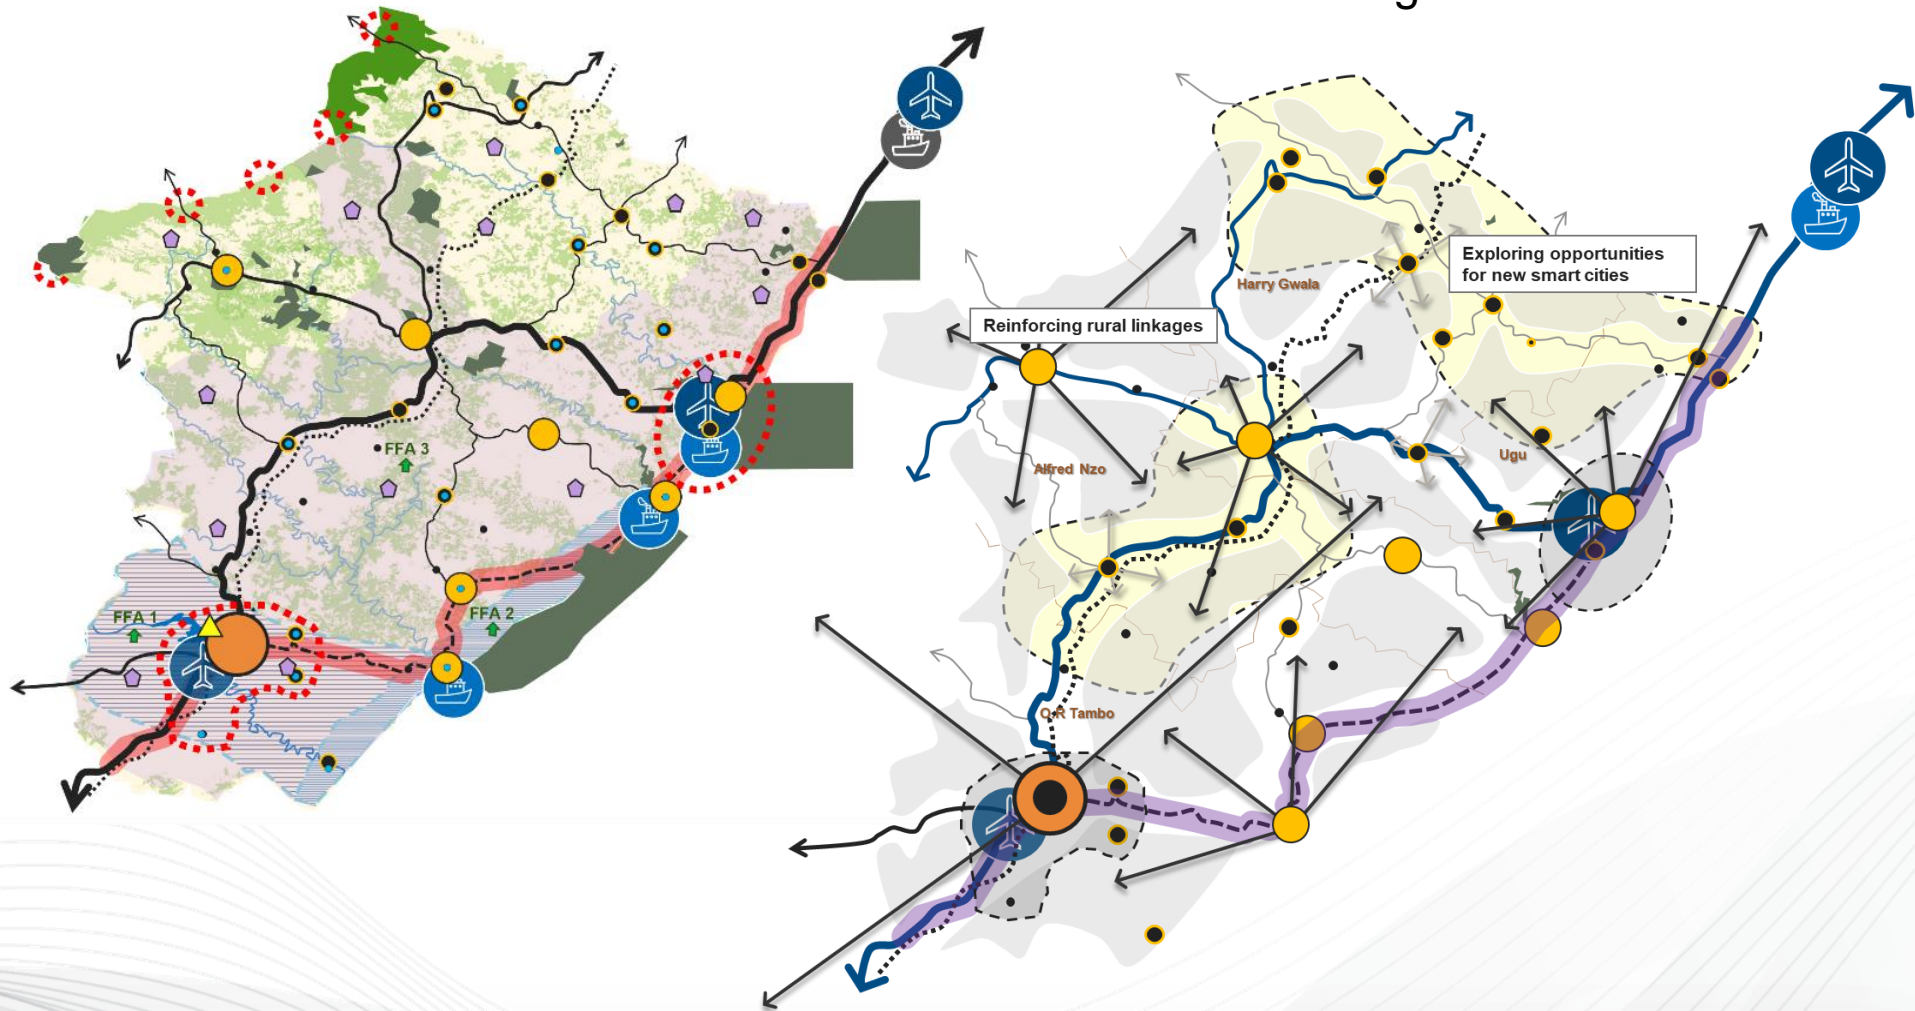 FFA 3
FFA 1
FFA 2
Exploring opportunities
for new smart cities
Harry Gwala
Reinforcing rural linkages
Alfred Nzo
Ugu
O R Tambo